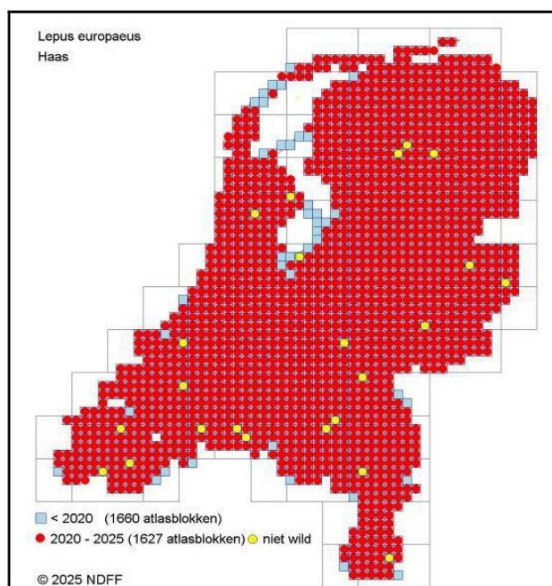 Lepus europaeus
Haas
< 2020 (1660 atlasblokken)
2020 - 2025 (1627 atlasblokken) niet wild
© 2025 NDFF